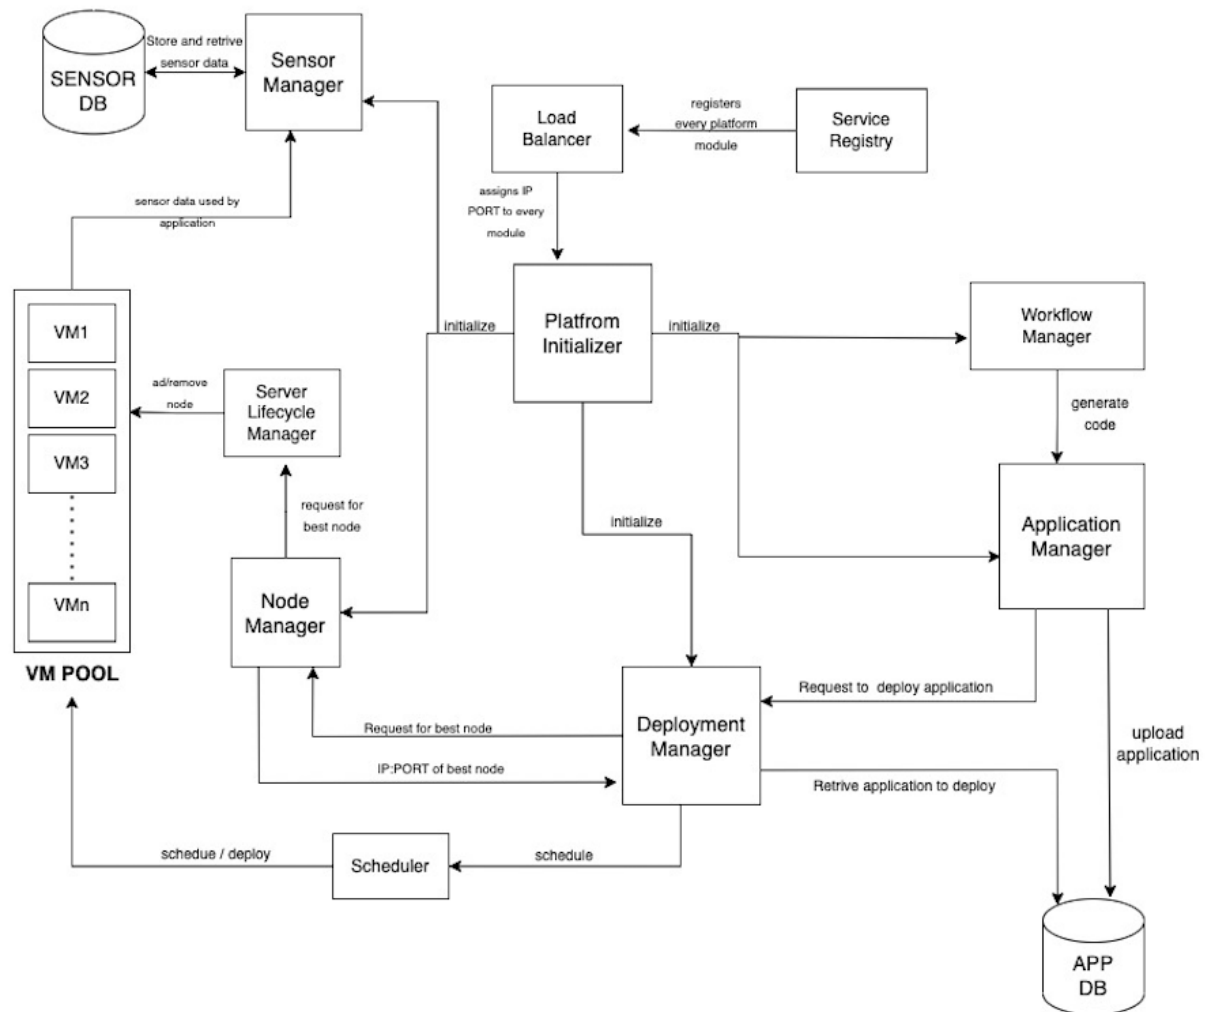 Store and retrive
sensor data
SENSOR
DB
Sensor
Manager
Load
Balancer
registers
every platform
module
Service
Registry
assigns IP
PORT to every
module
sensor data used by
application
VM1
VM2
VM3
VMn
VM POOL
ad/remove
node
Server
Lifecycle
Manager
initialize
Platfrom
Initializer
initialize
Workflow
Manager
generate
code
request for
best node
initialize
Application
Manager
Node
Manager
Request for best node
IP:PORT of best node
Deployment
Manager
Request to deploy application
Retrive application to deploy
upload
application
schedue / deploy
Scheduler
schedule
APP
DB